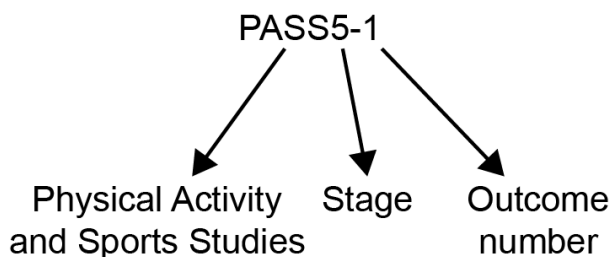 PASS5-1
Physical Activity
and Sports Studies
Stage
Outcome
number